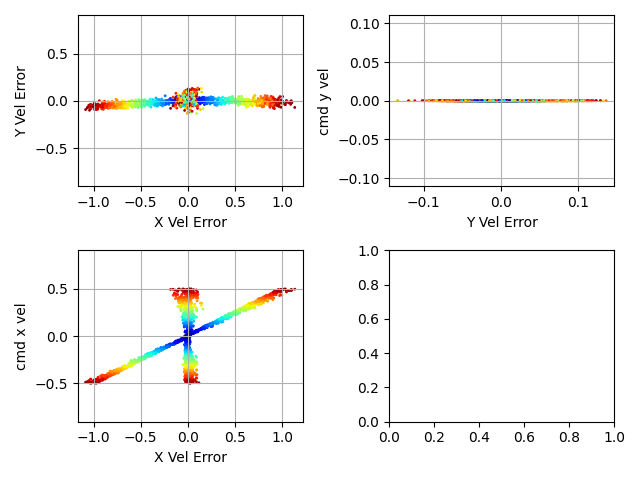 0.5
0.0
−0.5
Y Vel Error
−1.0 −0.5 0.0 0.5 1.0
X Vel Error
0.10
0.05
0.00
−0.05
−0.10
cmd y vel
−0.1 0.0 0.1
Y Vel Error
0.5
0.0
−0.5
cmd x vel
−1.0 −0.5 0.0 0.5 1.0
X Vel Error
1.0
0.8
0.6
0.4
0.2
0.0
0.0 0.2 0.4 0.6 0.8 1.0